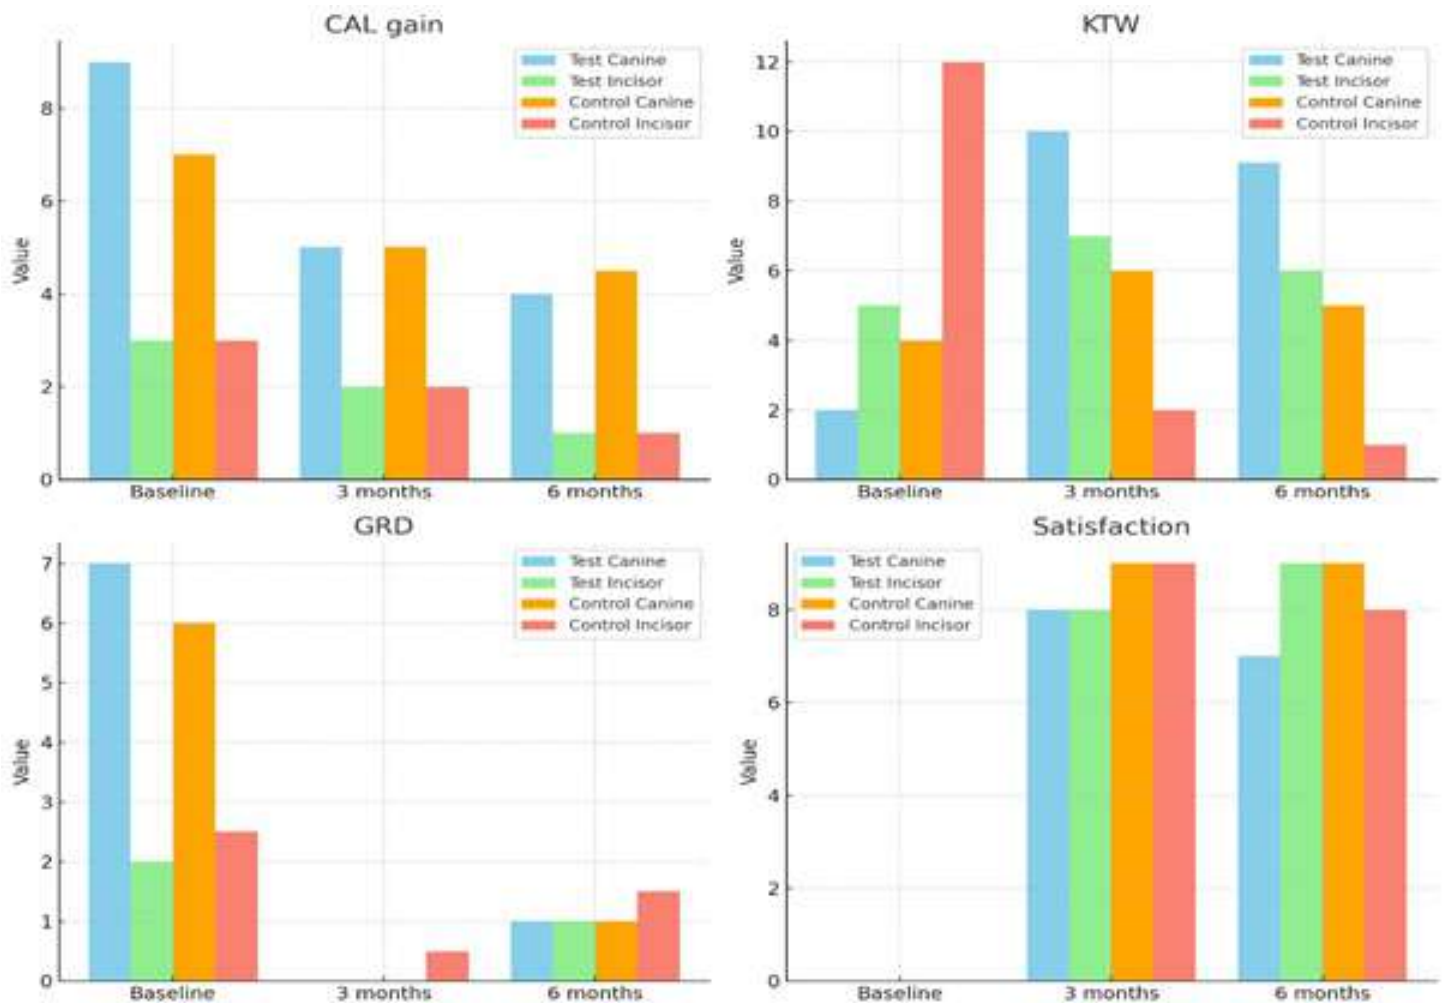 CAL gain
Value
8
6
4
2
0
Test Canine
Test Incisor
Control Canine
Control Incisor
Baseline
3 months
6 months
KTW
Value
12
10
8
6
4
2
0
Test Canine
Test Incisor
Control Canine
Control Incisor
Baseline
3 months
6 months
GRD
Value
7
6
5
4
3
2
1
0
Test Canine
Test Incisor
Control Canine
Control Incisor
Baseline
3 months
6 months
Satisfaction
Value
8
6
4
2
0
Test Canine
Test Incisor
Control Canine
Control Incisor
Baseline
3 months
6 months